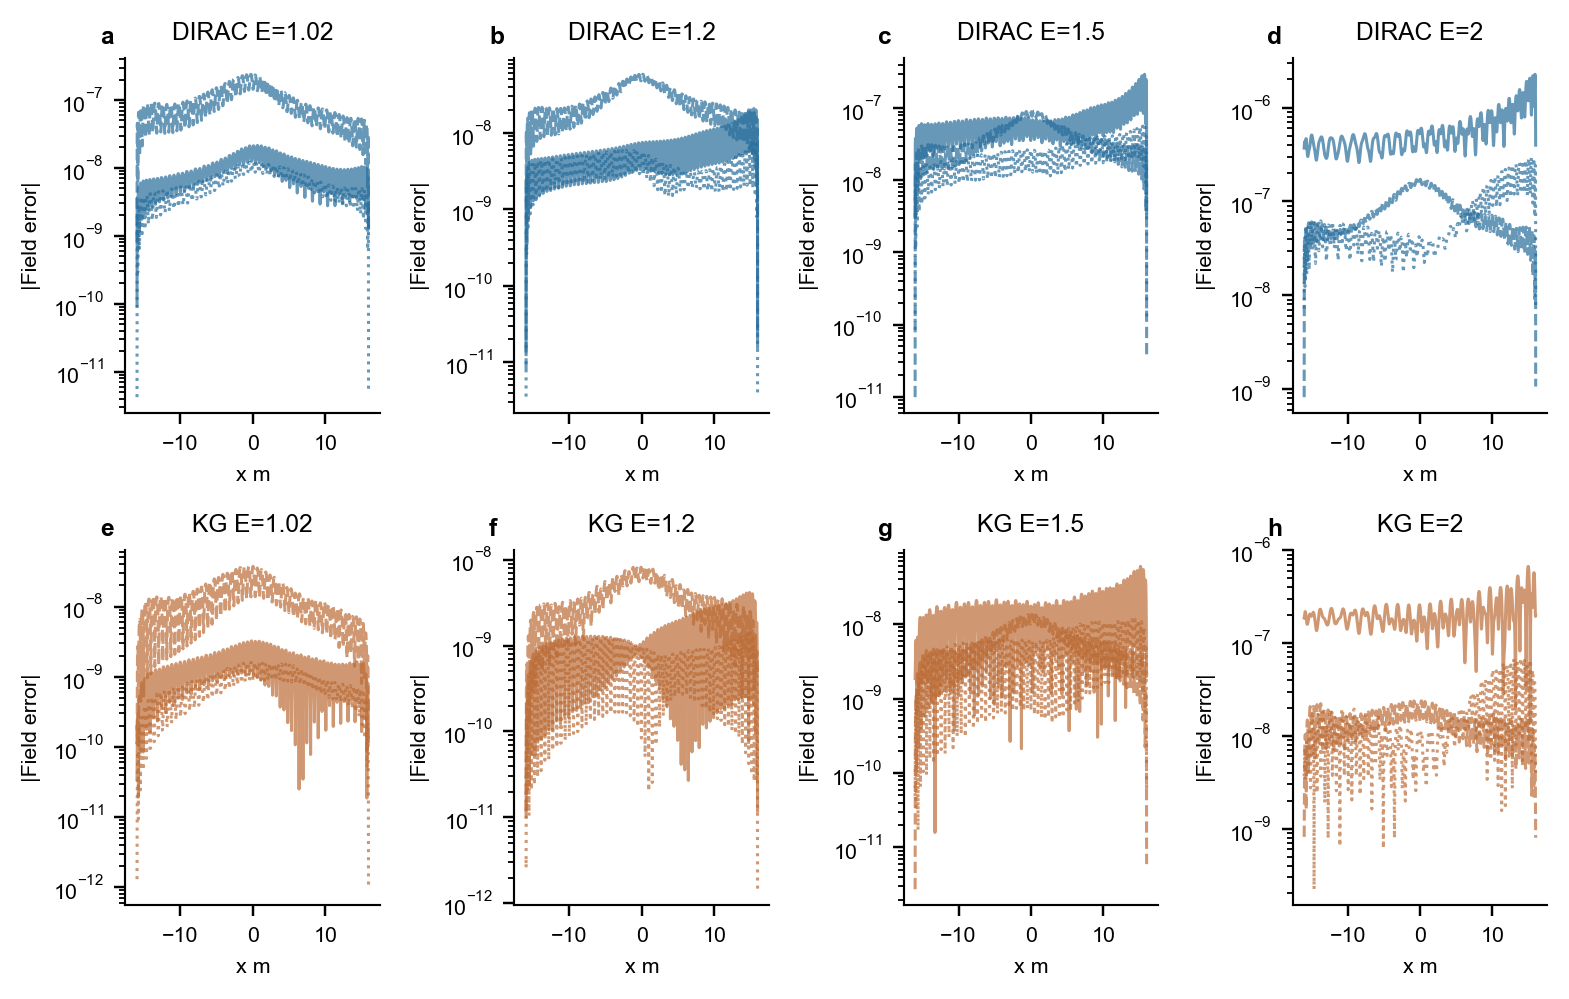 a DIRAC E=1.02
|Field error|
10⁻⁷
10⁻⁸
10⁻⁹
10⁻¹⁰
10⁻¹¹
−10 0 10
x m
b DIRAC E=1.2
|Field error|
10⁻⁸
10⁻⁹
10⁻¹⁰
10⁻¹¹
−10 0 10
x m
c DIRAC E=1.5
|Field error|
10⁻⁷
10⁻⁸
10⁻⁹
10⁻¹⁰
10⁻¹¹
−10 0 10
x m
d DIRAC E=2
|Field error|
10⁻⁶
10⁻⁷
10⁻⁸
10⁻⁹
−10 0 10
x m
e KG E=1.02
|Field error|
10⁻⁸
10⁻⁹
10⁻¹⁰
10⁻¹¹
10⁻¹²
−10 0 10
x m
f KG E=1.2
|Field error|
10⁻⁸
10⁻⁹
10⁻¹⁰
10⁻¹¹
10⁻¹²
−10 0 10
x m
g KG E=1.5
|Field error|
10⁻⁸
10⁻⁹
10⁻¹⁰
10⁻¹¹
−10 0 10
x m
h KG E=2
|Field error|
10⁻⁶
10⁻⁷
10⁻⁸
10⁻⁹
−10 0 10
x m